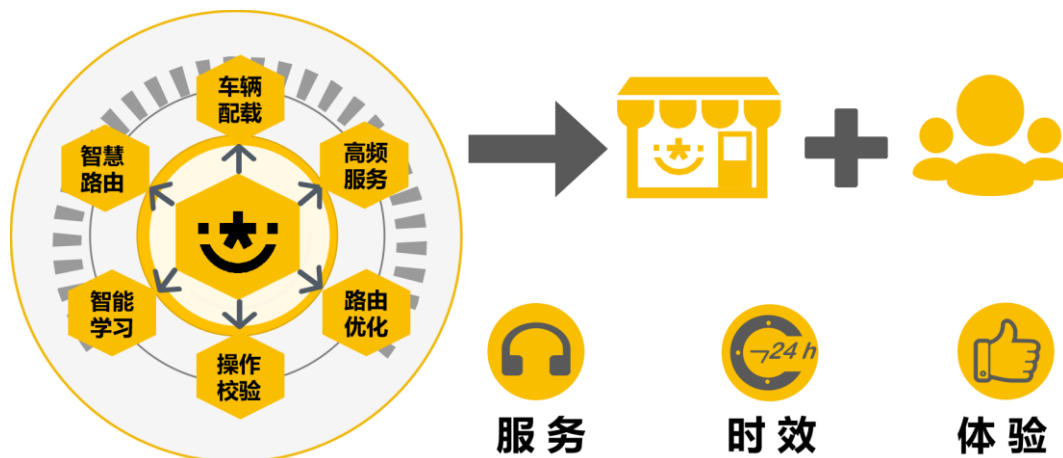 车辆
配载
智慧
路由
高频
服务
智能
学习
路由
优化
操作
校验
24 h
服务
时效
体验